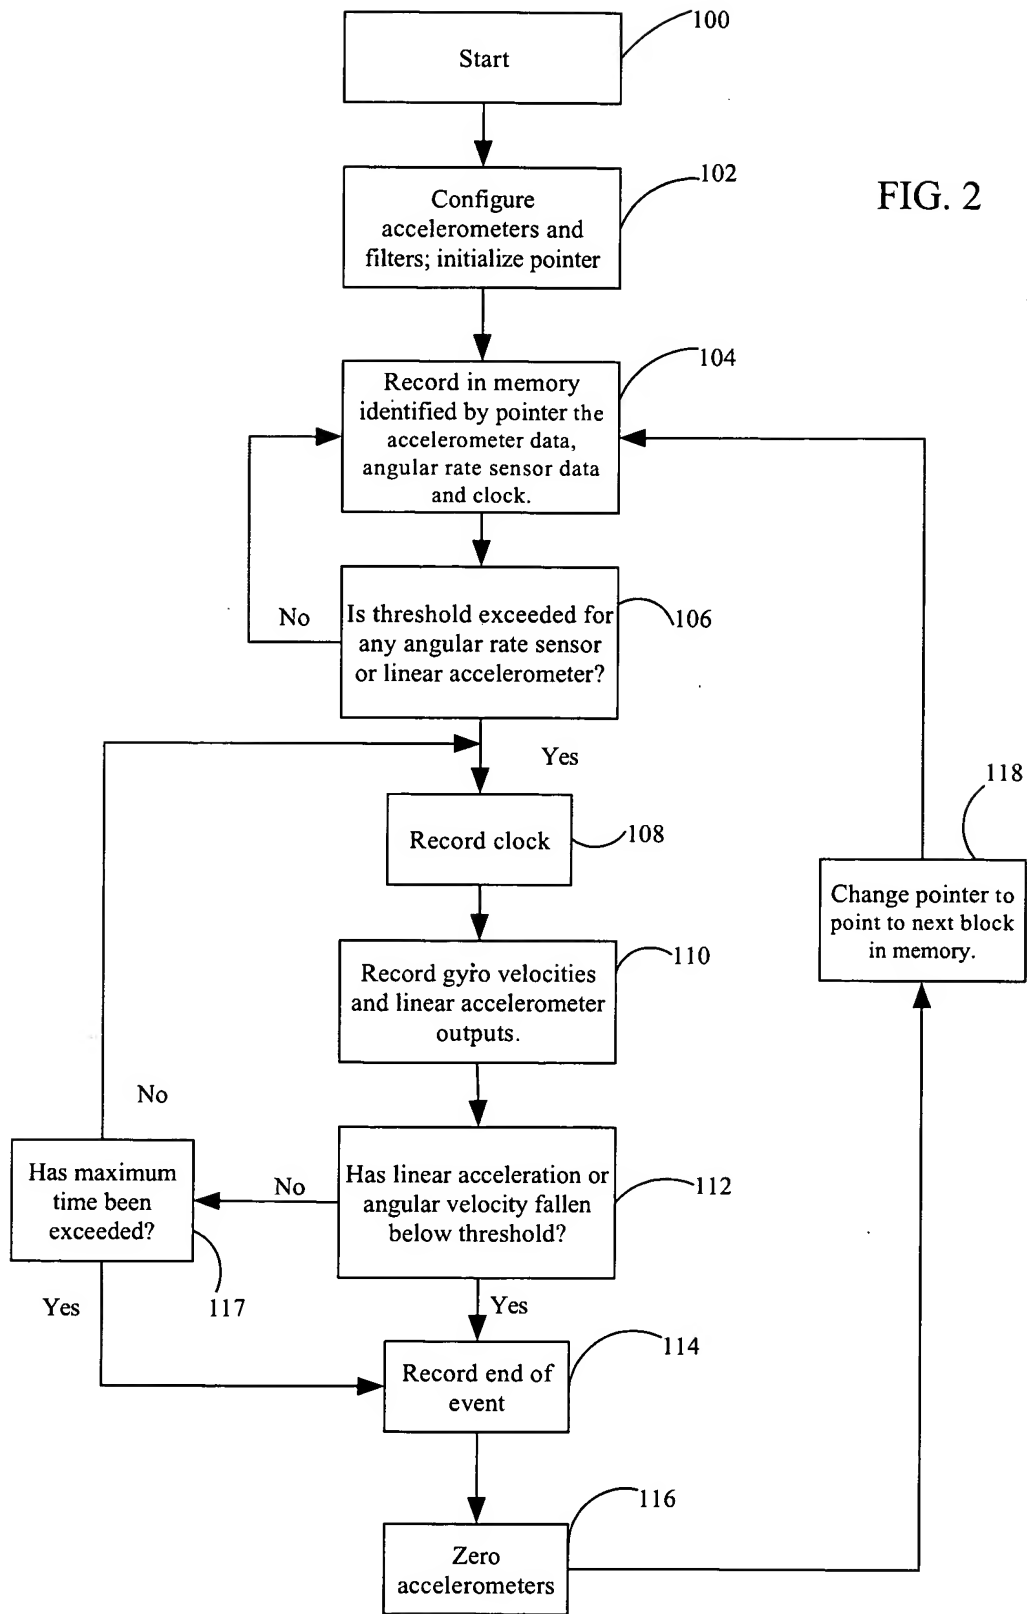 100
Start
102
FIG. 2
Configure
accelerometers and
filters; initialize pointer
104
Record in memory
identified by pointer the
accelerometer data,
angular rate sensor data
and clock.
No
Is threshold exceeded for
any angular rate sensor
or linear accelerometer?
106
Yes
118
Record clock
108
Change pointer to
point to next block
in memory.
Record gyro velocities
and linear accelerometer
outputs.
110
No
Has maximum
time been
exceeded?
No
Has linear acceleration or
angular velocity fallen
below threshold?
112
Yes
117
Yes
114
Record end of
event
116
Zero
accelerometers